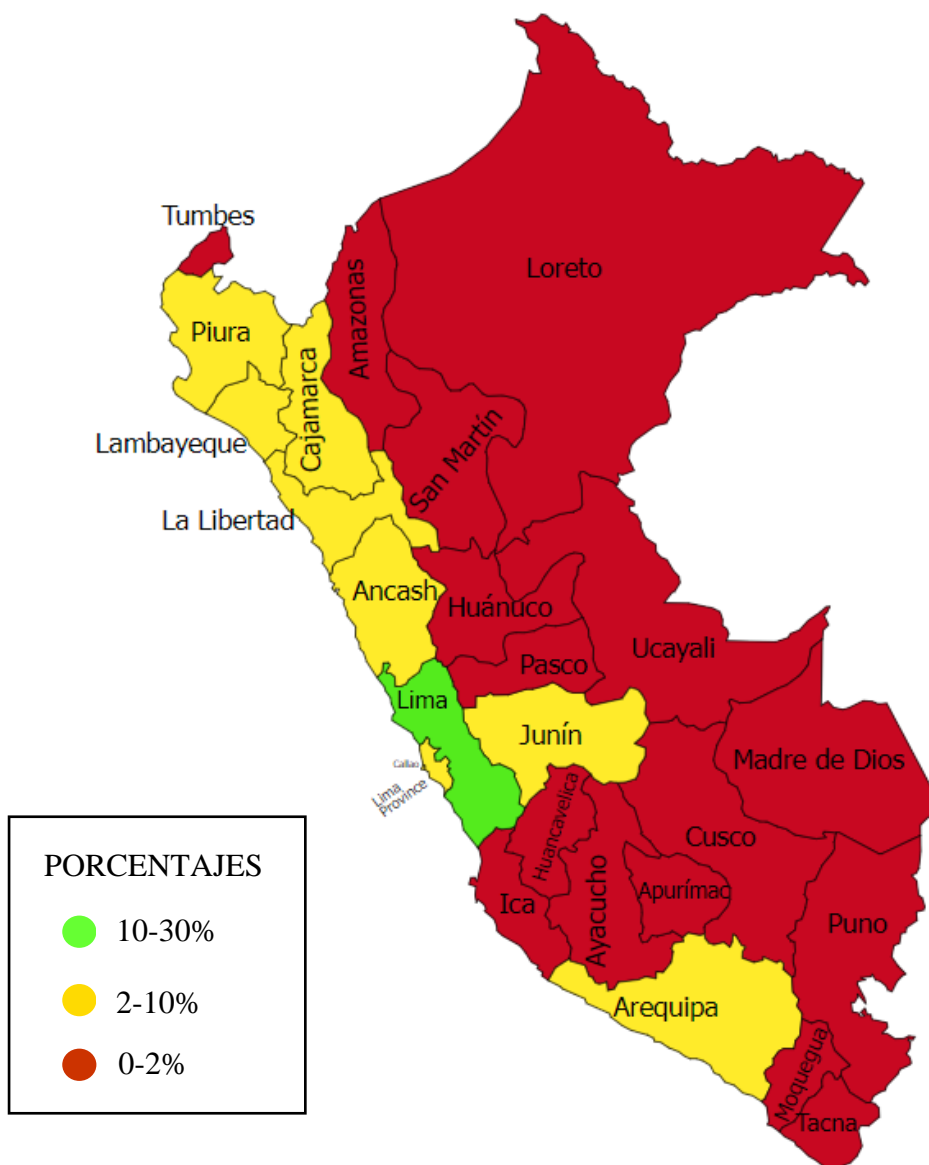 Tumbes
Loreto
Amazonas
Piura
Cajamarca
Lambayeque
San Martín
La Libertad
Ancash
Huánuco
Ucayali
Pasco
Lima
Junín
Madre de Dios
Callao
Lima
Province
Huancavelica
Cusco
Apurímac
Ica
Ayacucho
Puno
Arequipa
Moquegua
Tacna
PORCENTAJES
10-30%
2-10%
0-2%